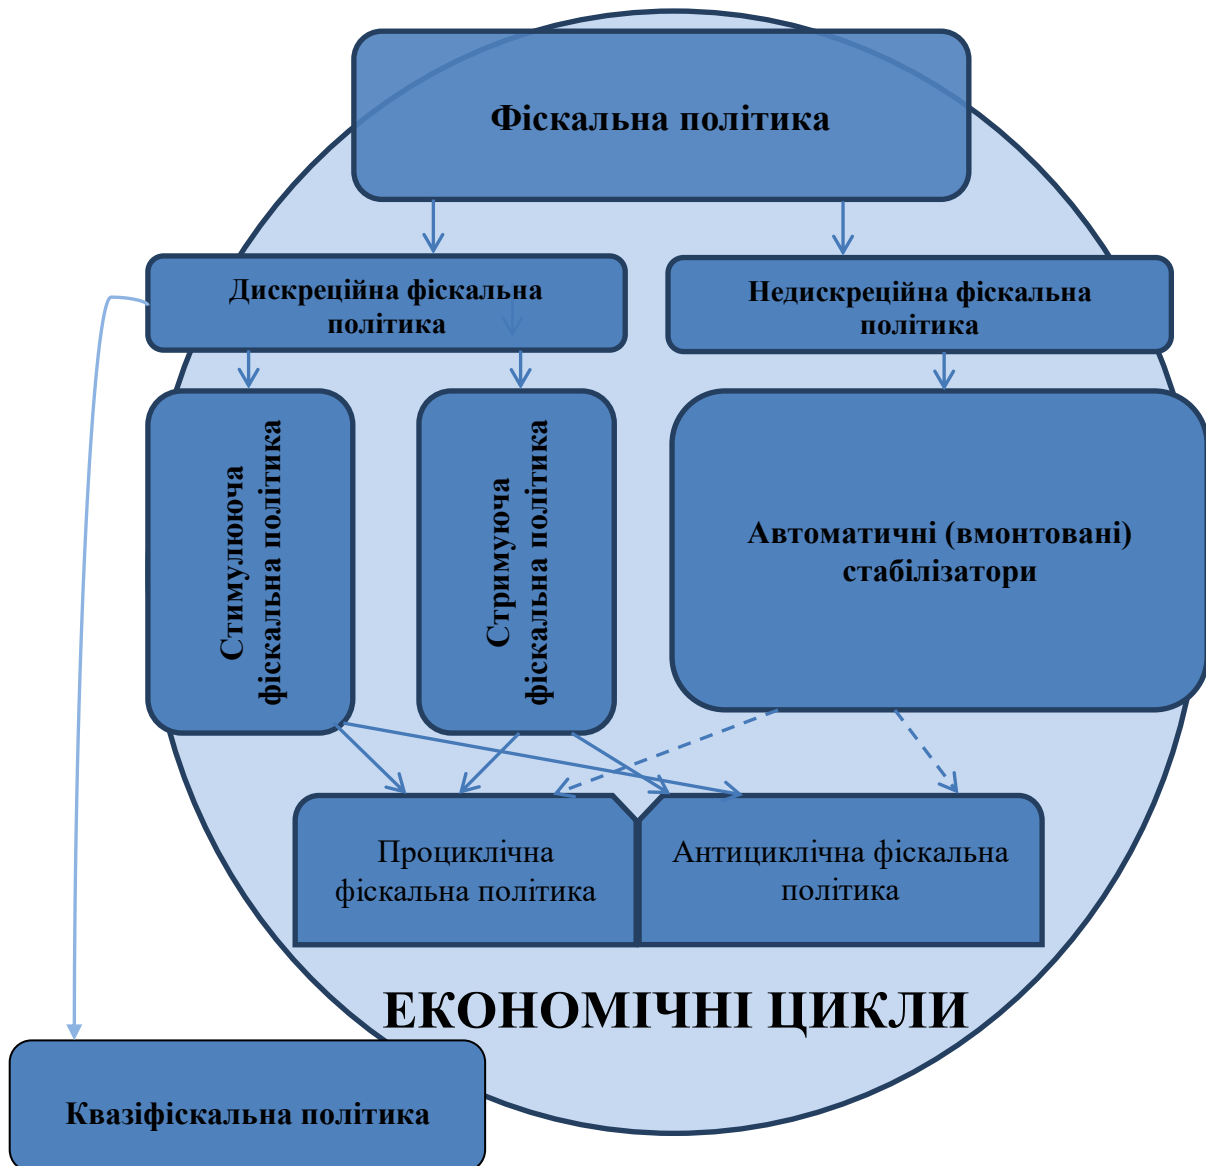 Фіскальна політика
Дискреційна фіскальна
політика
Недискреційна фіскальна
політика
Стимулююча
фіскальна політика
Стримуюча
фіскальна політика
Автоматичні (вмонтовані)
стабілізатори
Проциклічна
фіскальна політика
Антициклічна фіскальна
політика
ЕКОНОМІЧНІ ЦИКЛИ
Квазіфіскальна політика